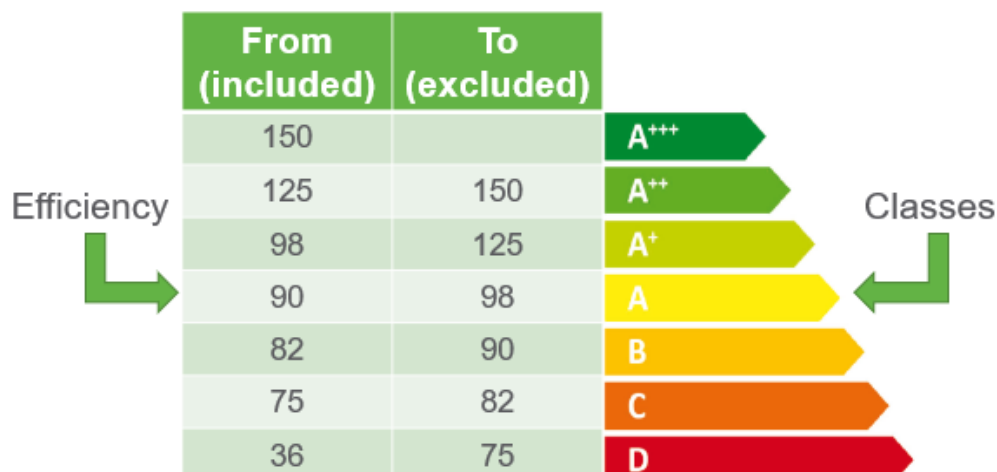 From (included) To (excluded)
150 A+++
125 150 A++
Efficiency Classes
98 125 A+
90 98 A
82 90 B
75 82 C
36 75 D